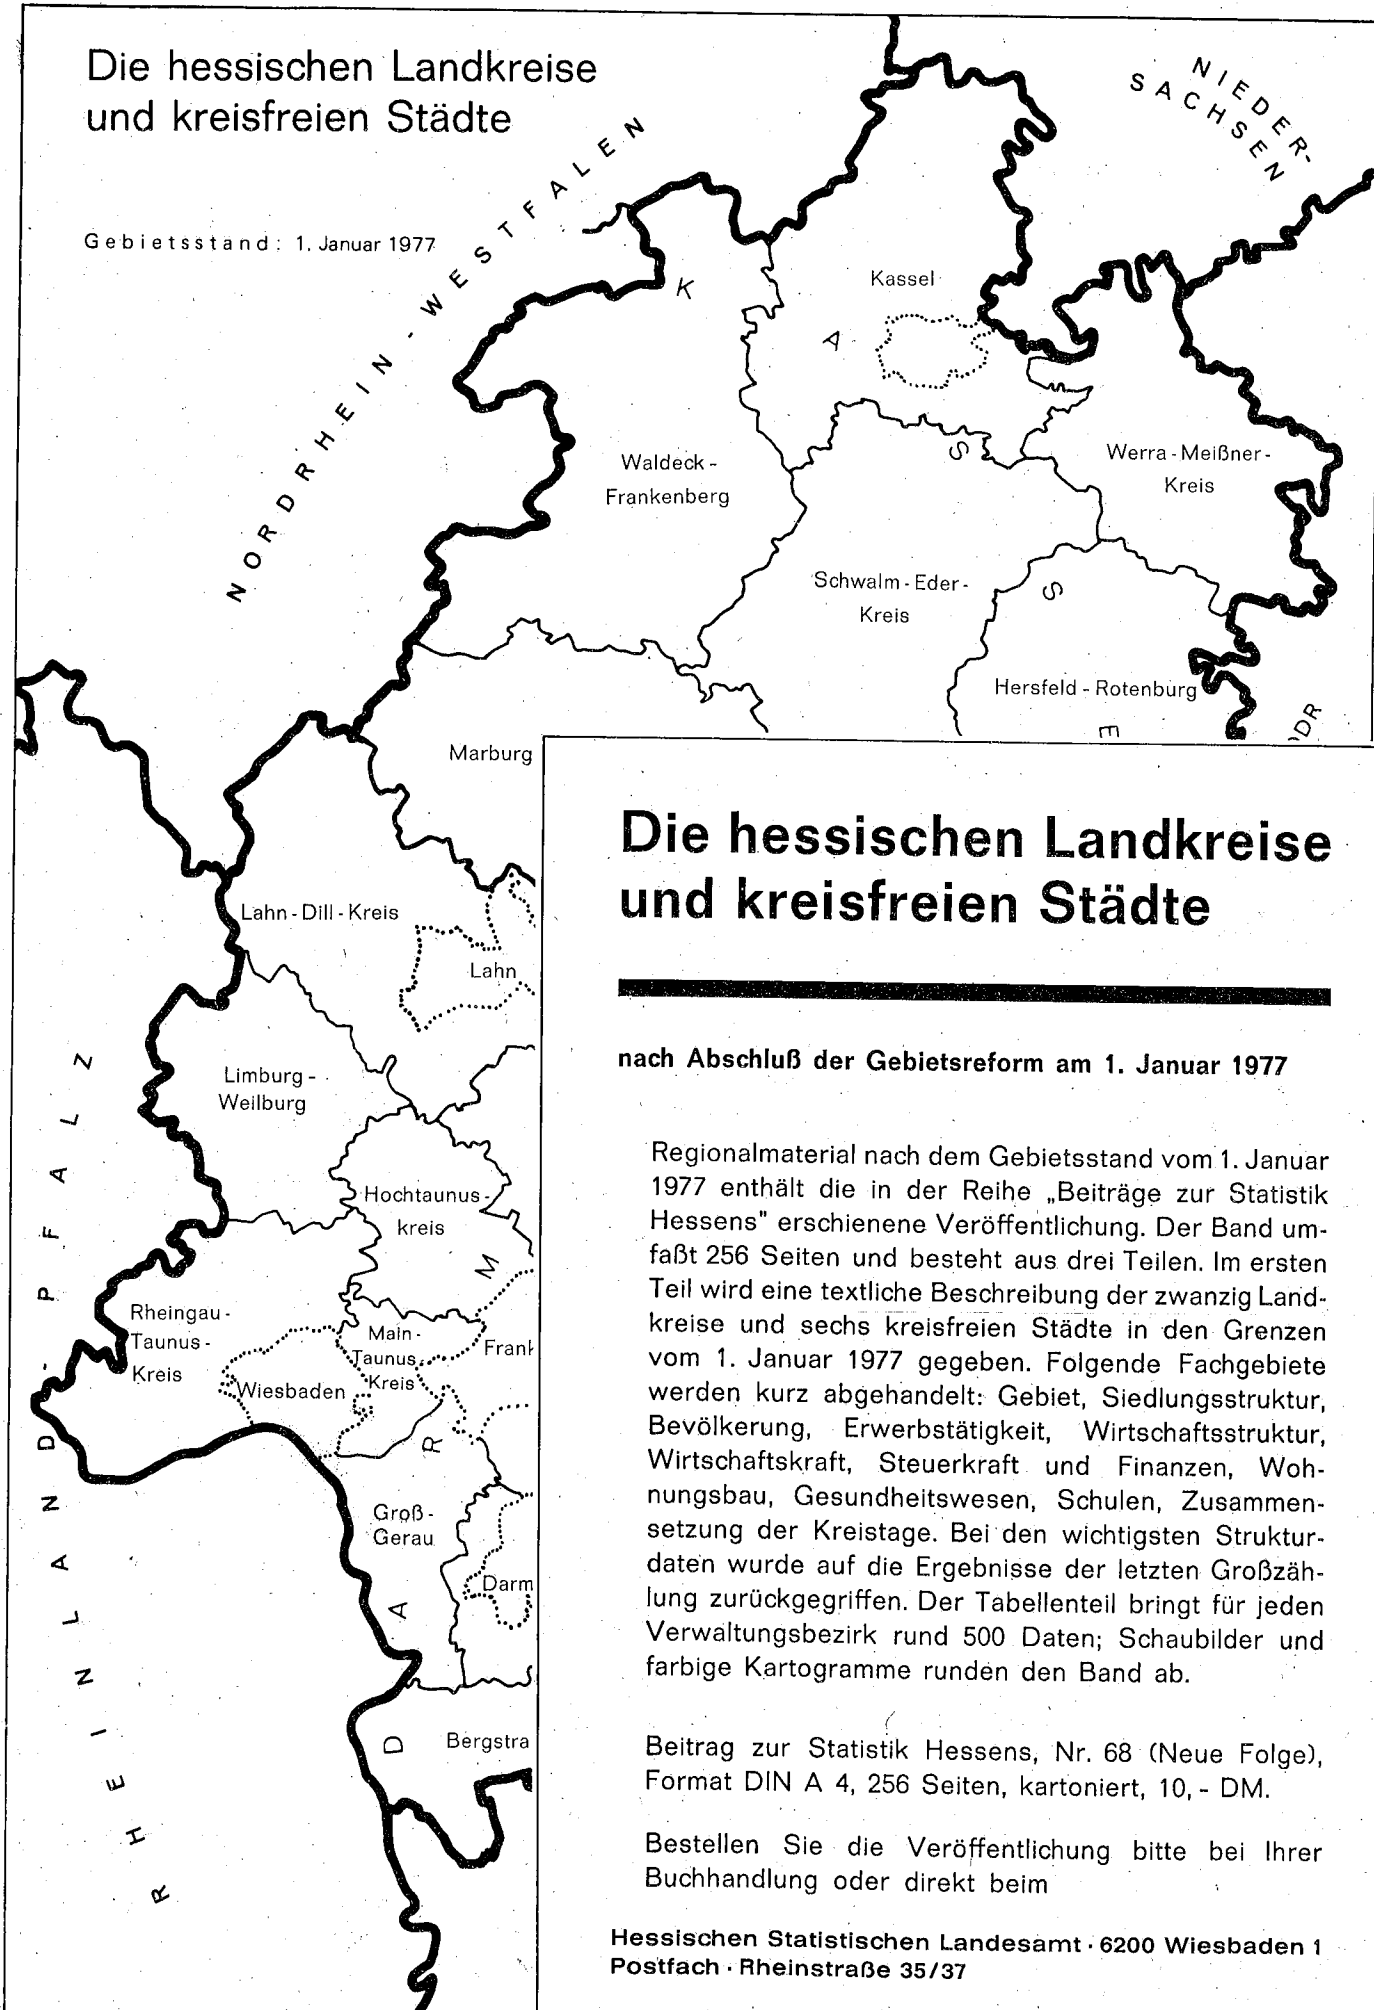 Die hessischen Landkreise
und kreisfreien Städte
Gebietsstand: 1. Januar 1977
NORDRHEIN-WESTFALEN
NIEDER-
SACHSEN
Kassel
K
A
S
S
E
Waldeck-
Frankenberg
Werra-Meißner-
Kreis
Schwalm-Eder-
Kreis
Hersfeld-Rotenburg
DDR
Marburg
Lahn-Dill-Kreis
Lahn
Limburg-
Weilburg
Hochtaunus-
kreis
Rheingau-
Taunus-
Kreis
Main-
Taunus-
Kreis
Wiesbaden
Frank
Groß-
Gerau
Darm
Bergstra
D
A
R
M
RHEINLAND-PFALZ
Die hessischen Landkreise
und kreisfreien Städte
nach Abschluß der Gebietsreform am 1. Januar 1977
Regionalmaterial nach dem Gebietsstand vom 1. Januar
1977 enthält die in der Reihe „Beiträge zur Statistik
Hessens" erschienene Veröffentlichung. Der Band um-
faßt 256 Seiten und besteht aus drei Teilen. Im ersten
Teil wird eine textliche Beschreibung der zwanzig Land-
kreise und sechs kreisfreien Städte in den Grenzen
vom 1. Januar 1977 gegeben. Folgende Fachgebiete
werden kurz abgehandelt: Gebiet, Siedlungsstruktur,
Bevölkerung, Erwerbstätigkeit, Wirtschaftsstruktur,
Wirtschaftskraft, Steuerkraft und Finanzen, Woh-
nungsbau, Gesundheitswesen, Schulen, Zusammen-
setzung der Kreistage. Bei den wichtigsten Struktur-
daten wurde auf die Ergebnisse der letzten Großzäh-
lung zurückgegriffen. Der Tabellenteil bringt für jeden
Verwaltungsbezirk rund 500 Daten; Schaubilder und
farbige Kartogramme runden den Band ab.
Beitrag zur Statistik Hessens, Nr. 68 (Neue Folge),
Format DIN A 4, 256 Seiten, kartoniert, 10,- DM.
Bestellen Sie die Veröffentlichung bitte bei Ihrer
Buchhandlung oder direkt beim
Hessischen Statistischen Landesamt · 6200 Wiesbaden 1
Postfach · Rheinstraße 35/37